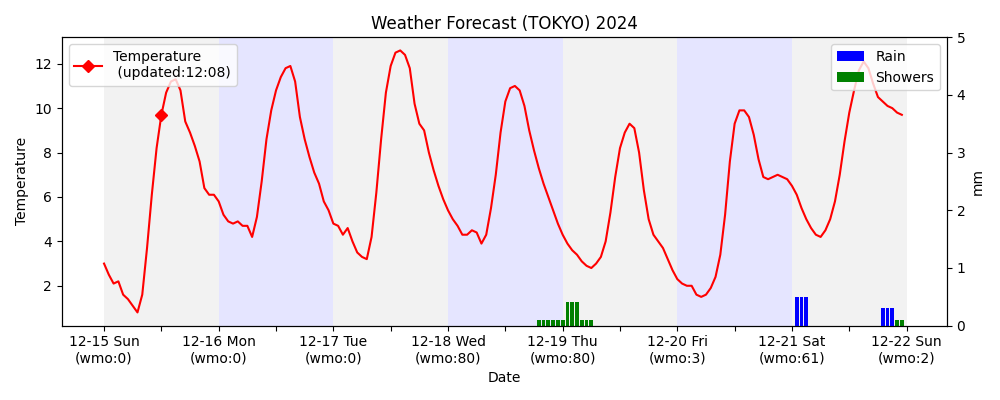 Weather Forecast (TOKYO) 2024
Temperature
(updated:12:08)
Rain
Showers
12
10
8
6
4
2
Temperature
5
4
3
2
1
0
mm
12-15 Sun
(wmo:0)
12-16 Mon
(wmo:0)
12-17 Tue
(wmo:0)
12-18 Wed
(wmo:80)
12-19 Thu
(wmo:80)
12-20 Fri
(wmo:3)
12-21 Sat
(wmo:61)
12-22 Sun
(wmo:2)
Date